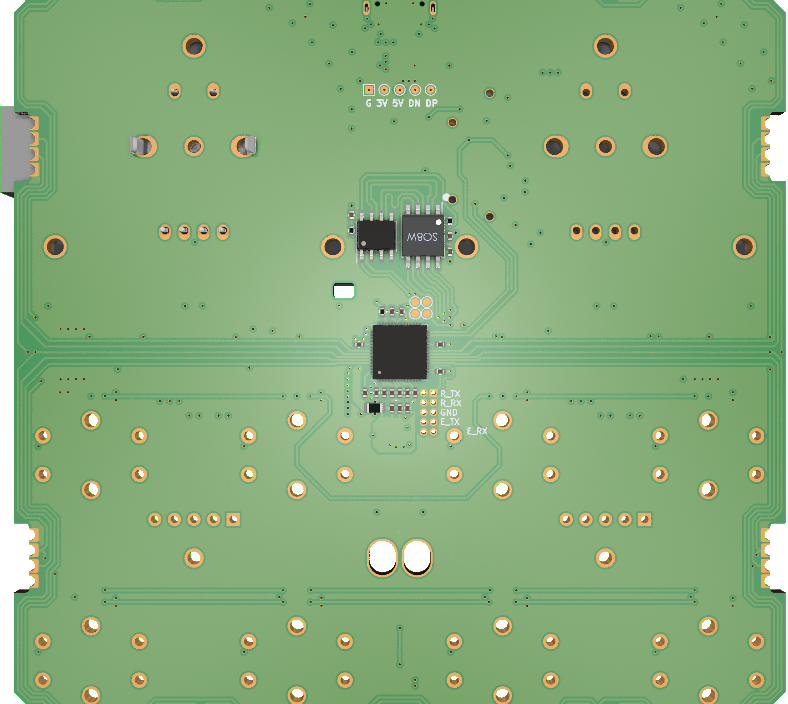 G 3V 5V DN DP
SO8W
R_TX
R_RX
GND
E_TX
E_RX